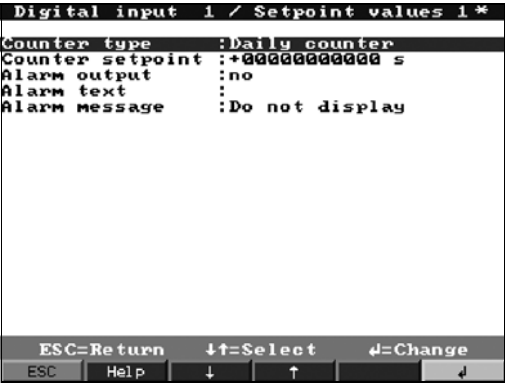 Digital input 1 / Setpoint values 1*
Counter type :Daily counter
Counter setpoint :+00000000000 s
Alarm output :no
Alarm text :
Alarm message :Do not display
ESC=Return ↓↑=Select ↲=Change
ESC Help ↓ ↑ ↲